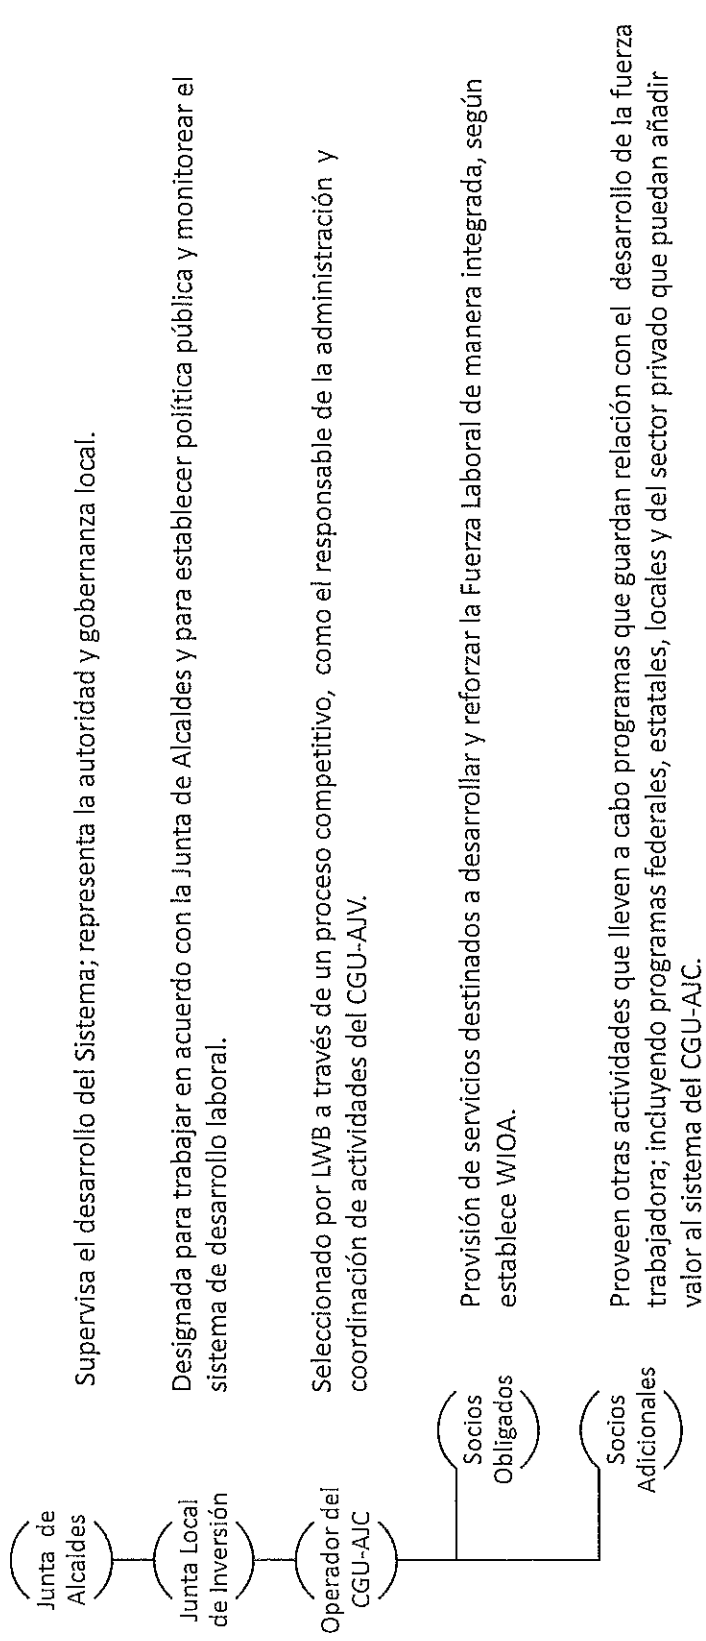 Junta de
Alcaldes
Supervisa el desarrollo del Sistema; representa la autoridad y gobernanza local.
Junta Local
de Inversión
Designada para trabajar en acuerdo con la Junta de Alcaldes y para establecer política pública y monitorear el
sistema de desarrollo laboral.
Operador del
CGU-AJC
Seleccionado por LWB a través de un proceso competitivo, como el responsable de la administración y
coordinación de actividades del CGU-AJV.
Socios
Obligados
Provisión de servicios destinados a desarrollar y reforzar la Fuerza Laboral de manera integrada, según
establece WIOA.
Socios
Adicionales
Proveen otras actividades que lleven a cabo programas que guardan relación con el desarrollo de la fuerza
trabajadora; incluyendo programas federales, estatales, locales y del sector privado que puedan añadir
valor al sistema del CGU-AJC.